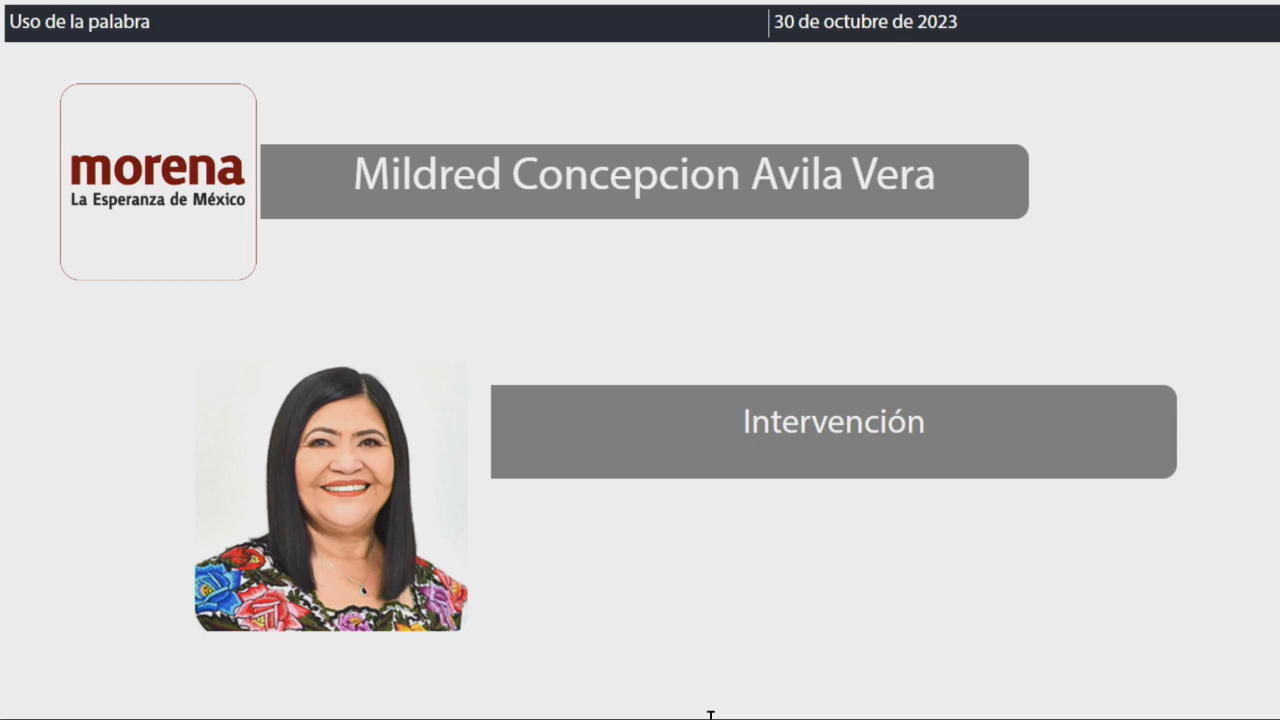 Uso de la palabra
30 de octubre de 2023
morena
La Esperanza de México
Mildred Concepcion Avila Vera
Intervención